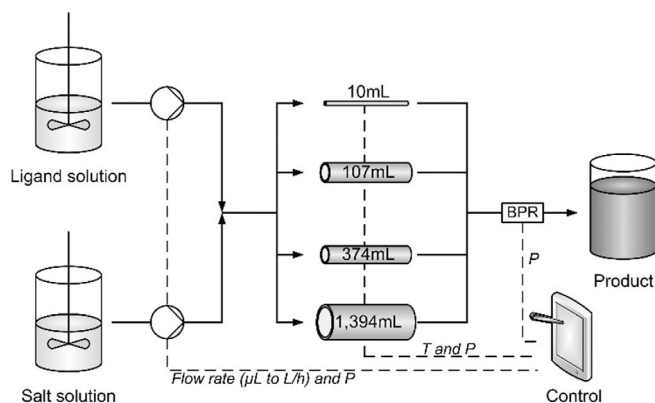 10mL
Ligand solution
107mL
BPR
374mL
P
Product
1,394mL
T and P
Flow rate (µL to L/h) and P
Salt solution
Control